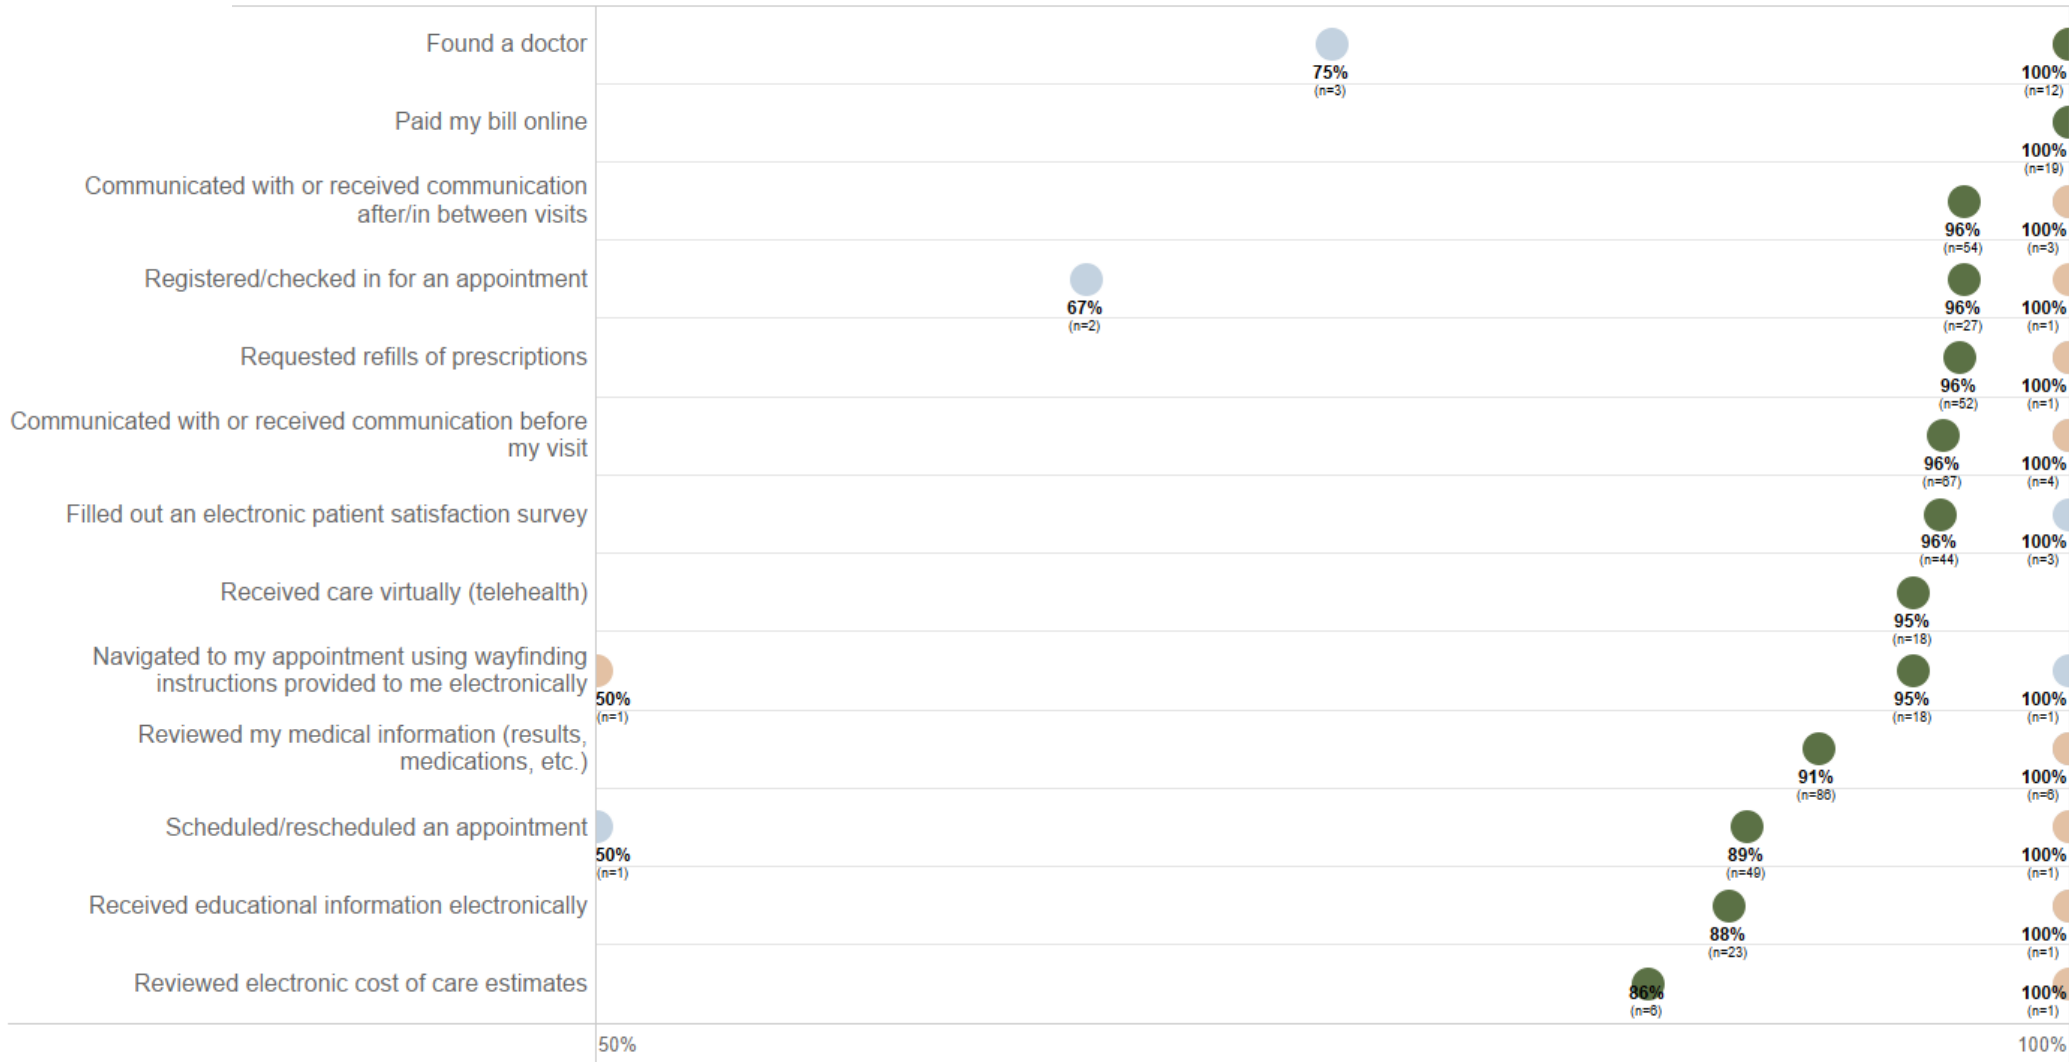 Found a doctor
75%
100%
(n=3)
(n=12)
Paid my bill online
100%
(n=19)
Communicated with or received communication
after/in between visits
96%
100%
(n=54)
(n=3)
Registered/checked in for an appointment
67%
96%
100%
(n=2)
(n=27)
(n=1)
Requested refills of prescriptions
96%
100%
(n=52)
(n=1)
Communicated with or received communication before
my visit
96%
100%
(n=67)
(n=4)
Filled out an electronic patient satisfaction survey
96%
100%
(n=44)
(n=3)
Received care virtually (telehealth)
95%
(n=18)
Navigated to my appointment using wayfinding
instructions provided to me electronically
50%
95%
100%
(n=1)
(n=18)
(n=1)
Reviewed my medical information (results,
medications, etc.)
91%
100%
(n=86)
(n=6)
Scheduled/rescheduled an appointment
50%
89%
100%
(n=1)
(n=49)
(n=1)
Received educational information electronically
88%
100%
(n=23)
(n=1)
Reviewed electronic cost of care estimates
86%
100%
(n=6)
(n=1)
50%
100%